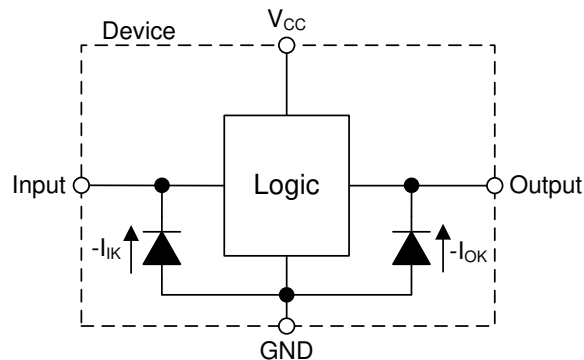 Device
VCC
Input
Logic
Output
-IIK
-IOK
GND